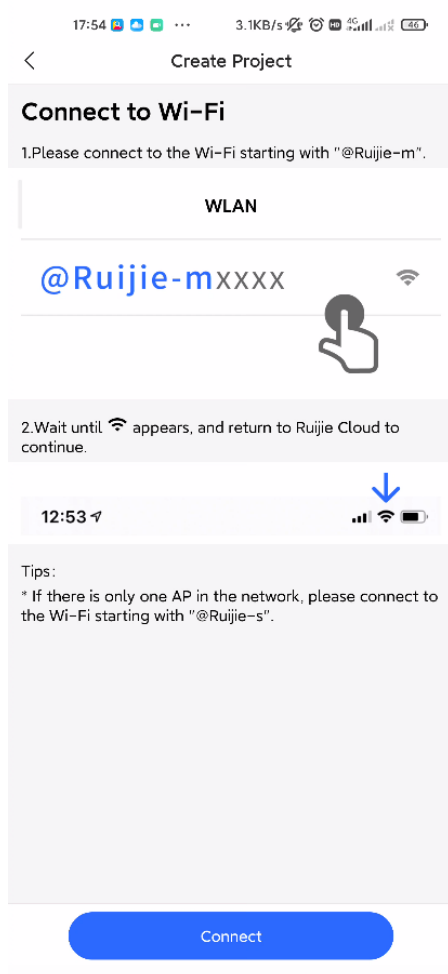 17:54 ... 3.1KB/s HD 4G 46
Create Project
Connect to Wi-Fi
1.Please connect to the Wi-Fi starting with "@Ruijie-m".
WLAN
@Ruijie-mxxxx
2.Wait until appears, and return to Ruijie Cloud to
continue.
12:53
Tips:
* If there is only one AP in the network, please connect to
the Wi-Fi starting with "@Ruijie-s".
Connect